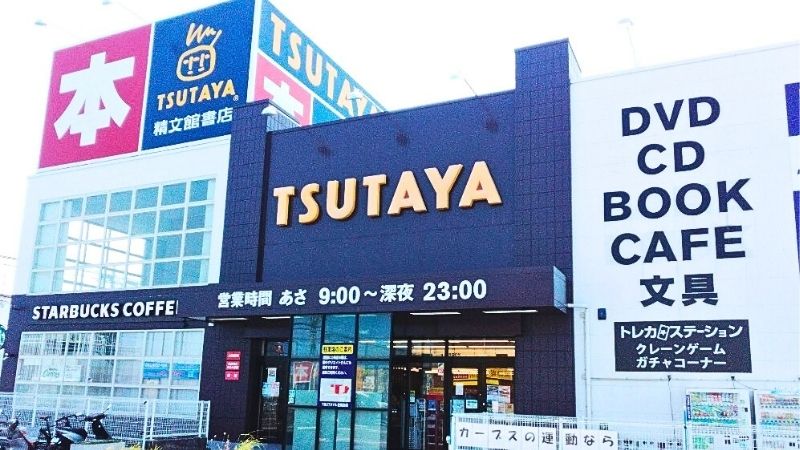 本
TSUTAYA
精文館書店
TSUTAYA
TSUTAYA
営業時間 あさ 9:00～深夜 23:00
STARBUCKS COFFE
DVD
CD
BOOK
CAFE
文具
トレカステーション
クレーンゲーム
ガチャコーナー
カーブスの運動なら